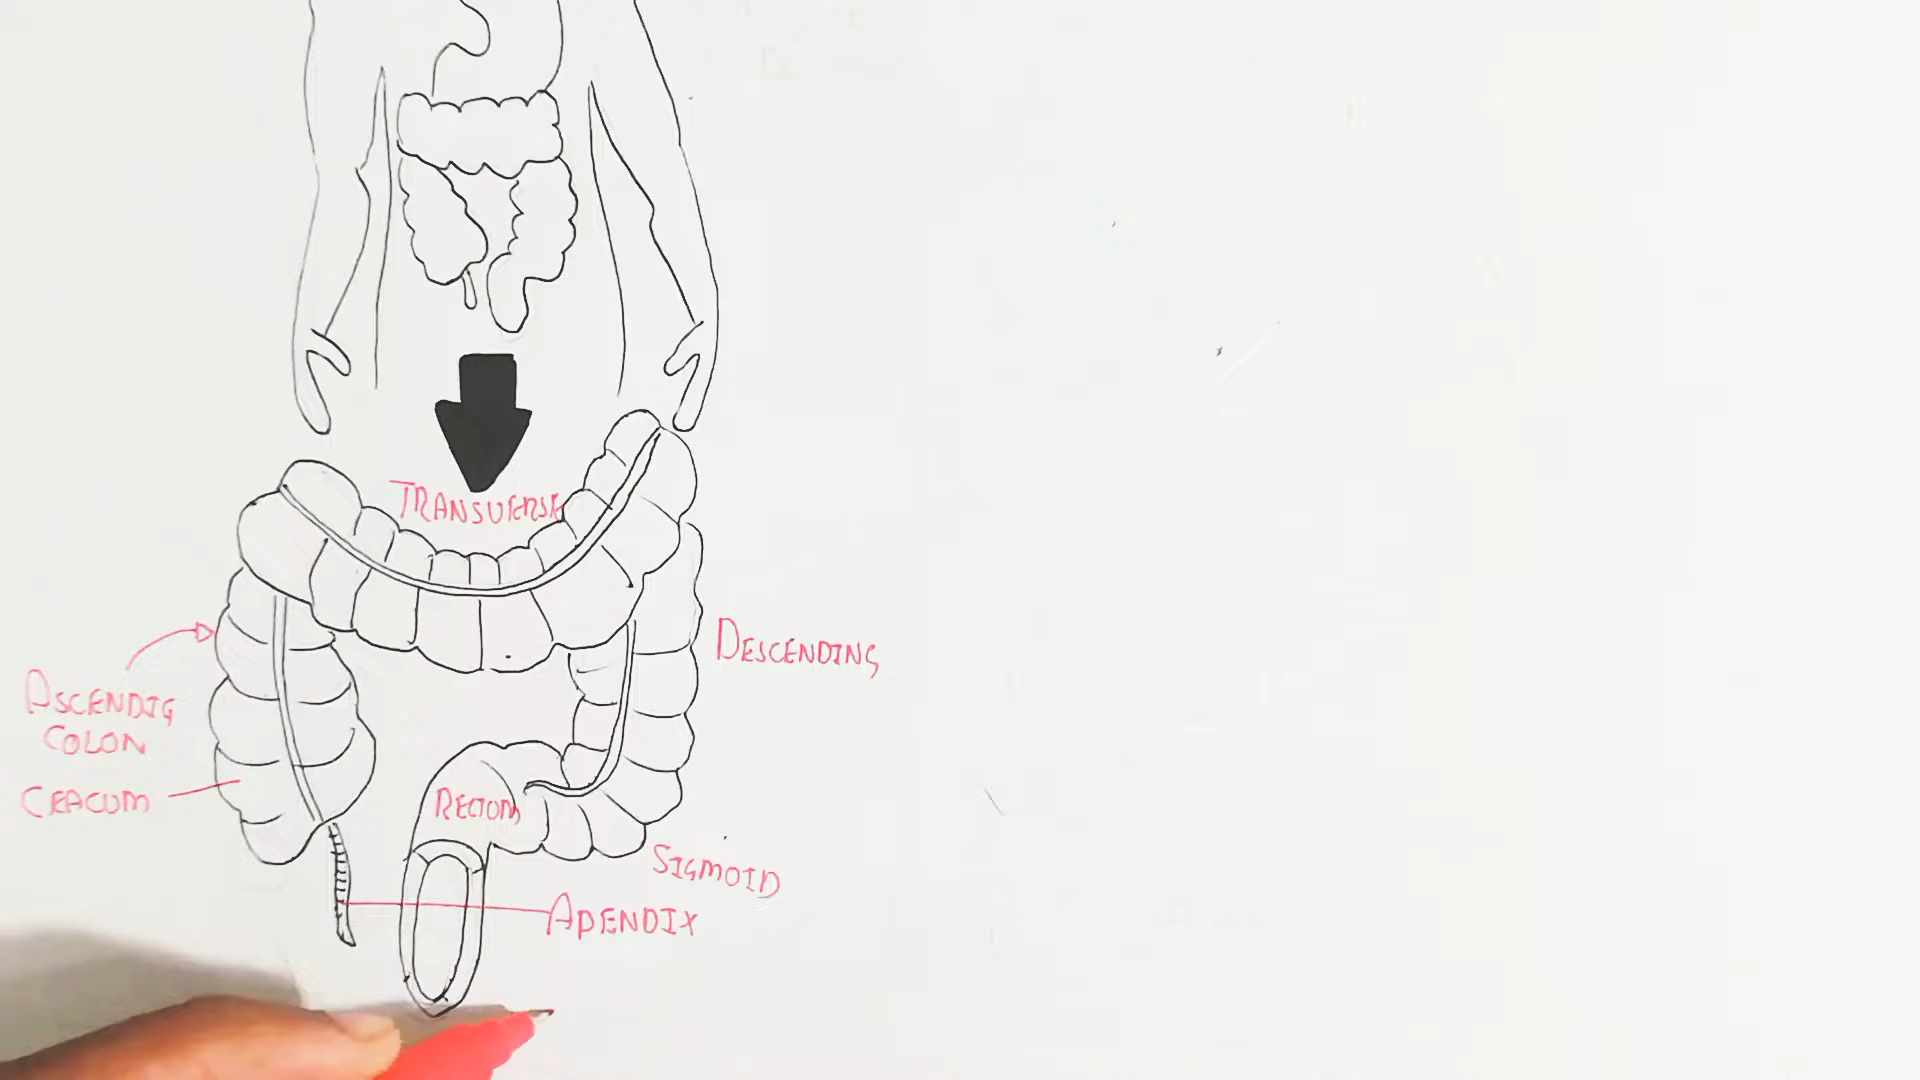 TRANSVERSE
DESCENDING
ASCENDIG
COLON
CEACUM
RECTUM
SIGMOID
APENDIX